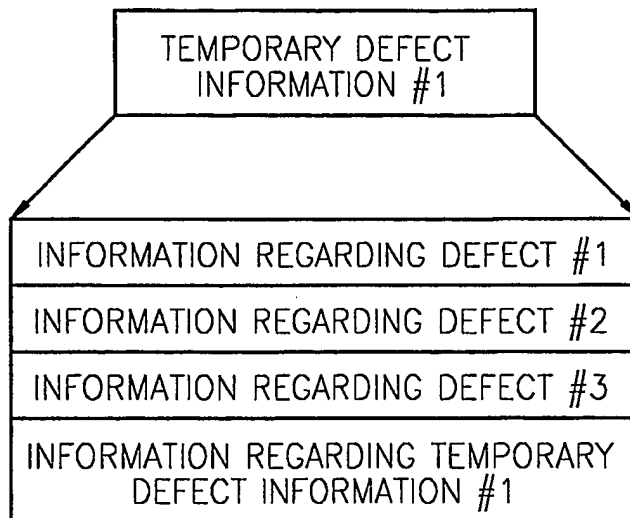 TEMPORARY DEFECT
INFORMATION #1
INFORMATION REGARDING DEFECT #1
INFORMATION REGARDING DEFECT #2
INFORMATION REGARDING DEFECT #3
INFORMATION REGARDING TEMPORARY
DEFECT INFORMATION #1